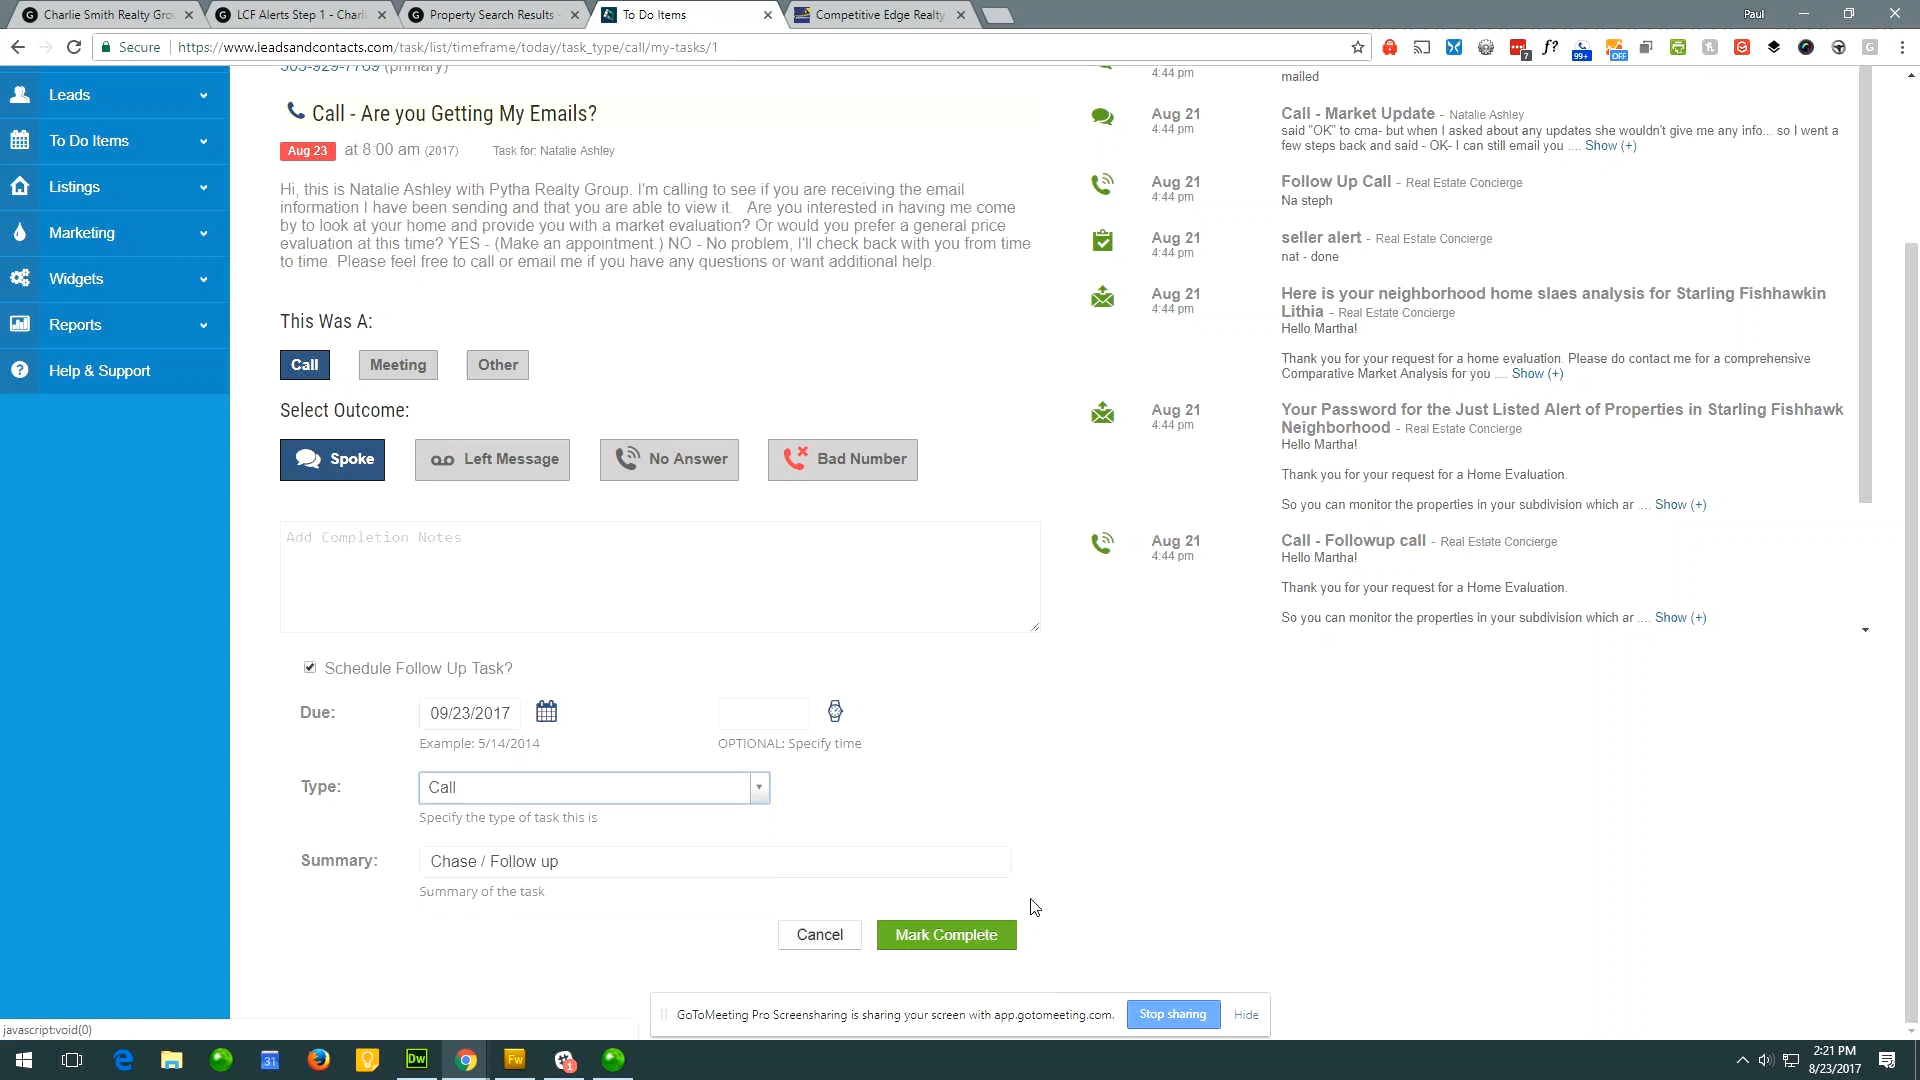 Charlie Smith Realty Gro
LCF Alerts Step 1 - Charli
Property Search Results
To Do Items
Competitive Edge Realty
Paul
Secure
https://www.leadsandcontacts.com/task/list/timeframe/today/task_type/call/my-tasks/1
7
99+
OFF
Leads
To Do Items
Listings
Marketing
Widgets
Reports
Help & Support
(primary)
Call - Are you Getting My Emails?
Aug 23 at 8:00 am (2017) Task for: Natalie Ashley
Hi, this is Natalie Ashley with Pytha Realty Group. I'm calling to see if you are receiving the email
information I have been sending and that you are able to view it. Are you interested in having me come
by to look at your home and provide you with a market evaluation? Or would you prefer a general price
evaluation at this time? YES - (Make an appointment.) NO - No problem, I'll check back with you from time
to time. Please feel free to call or email me if you have any questions or want additional help.
This Was A:
Call
Meeting
Other
Select Outcome:
Spoke
Left Message
No Answer
Bad Number
Add Completion Notes
Schedule Follow Up Task?
Due:
09/23/2017
Example: 5/14/2014
OPTIONAL: Specify time
Type:
Call
Specify the type of task this is
Summary:
Chase / Follow up
Summary of the task
Cancel
Mark Complete
4:44 pm
mailed
Aug 21
4:44 pm
Call - Market Update - Natalie Ashley
said "OK" to cma- but when I asked about any updates she wouldn't give me any info... so I went a
few steps back and said - OK- I can still email you .... Show (+)
Aug 21
4:44 pm
Follow Up Call - Real Estate Concierge
Na steph
Aug 21
4:44 pm
seller alert - Real Estate Concierge
nat - done
Aug 21
4:44 pm
Here is your neighborhood home slaes analysis for Starling Fishhawkin
Lithia - Real Estate Concierge
Hello Martha!
Thank you for your request for a home evaluation. Please do contact me for a comprehensive
Comparative Market Analysis for you .... Show (+)
Aug 21
4:44 pm
Your Password for the Just Listed Alert of Properties in Starling Fishhawk
Neighborhood - Real Estate Concierge
Hello Martha!
Thank you for your request for a Home Evaluation.
So you can monitor the properties in your subdivision which ar .... Show (+)
Aug 21
4:44 pm
Call - Followup call - Real Estate Concierge
Hello Martha!
Thank you for your request for a Home Evaluation.
So you can monitor the properties in your subdivision which ar .... Show (+)
GoToMeeting Pro Screensharing is sharing your screen with app.gotomeeting.com.
Stop sharing
Hide
javascript:void(0)
31
Dw
Fw
1
2:21 PM
8/23/2017